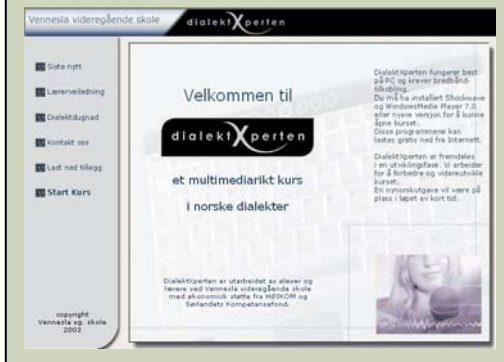 Vennesla videregående skole
dialektXperten
Siste nytt
Lærerveiledning
Dialektdugnad
Kontakt oss
Last ned tillegg
Start Kurs
copyright
Vennesla vg. skole
2003
Velkommen til
dialektXperten
et multimediarikt kurs
i norske dialekter
DialektXperten er utarbeidet av elever og
lærere ved Vennesla videregående skole
med økonomisk støtte fra HØYKOM og
Sørlandets Kompetansefond.
DialektXperten fungerer best
på PC og krever bredbånd-
tilkobling.
Du må ha installert Shockwave
og WindowsMedie Player 7.0
eller nyere versjon for å kunne
åpne kurset.
Disse programmene kan
lastes gratis ned fra Internett.
DialektXperten er fremdeles
i en utviklingsfase. Vi arbeider
for å forbedre og videreutvikle
kurset.
En nynorskutgave vil være på
plass i løpet av kort tid.